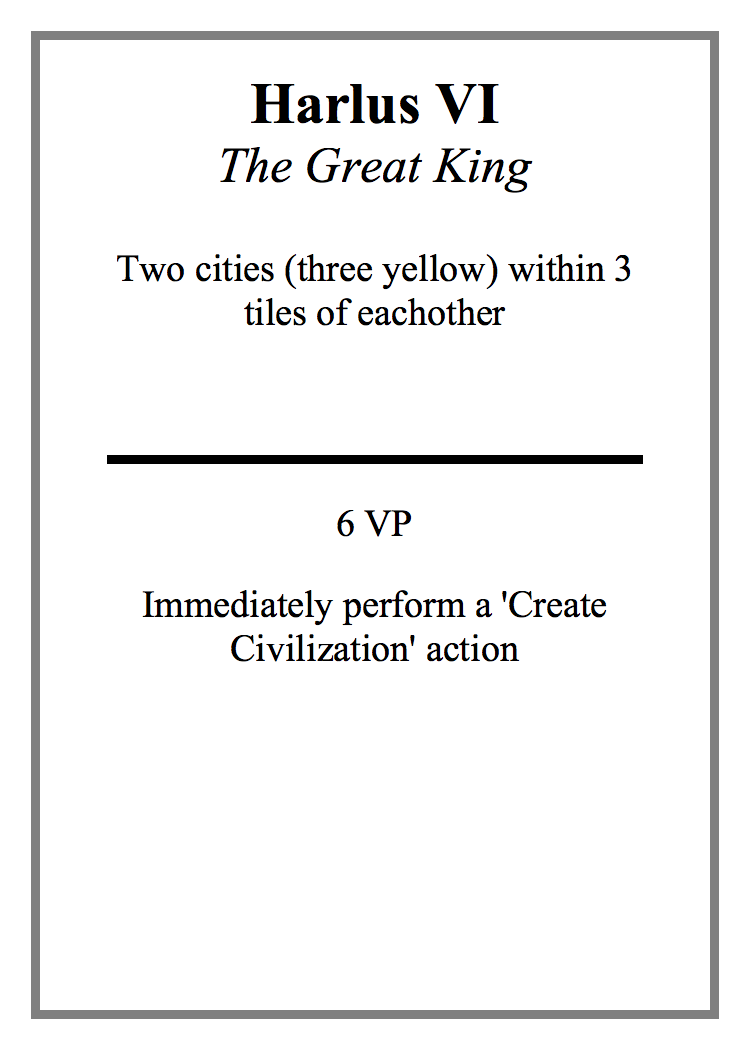 Harlus VI
The Great King
Two cities (three yellow) within 3
tiles of eachother
6 VP
Immediately perform a 'Create
Civilization' action